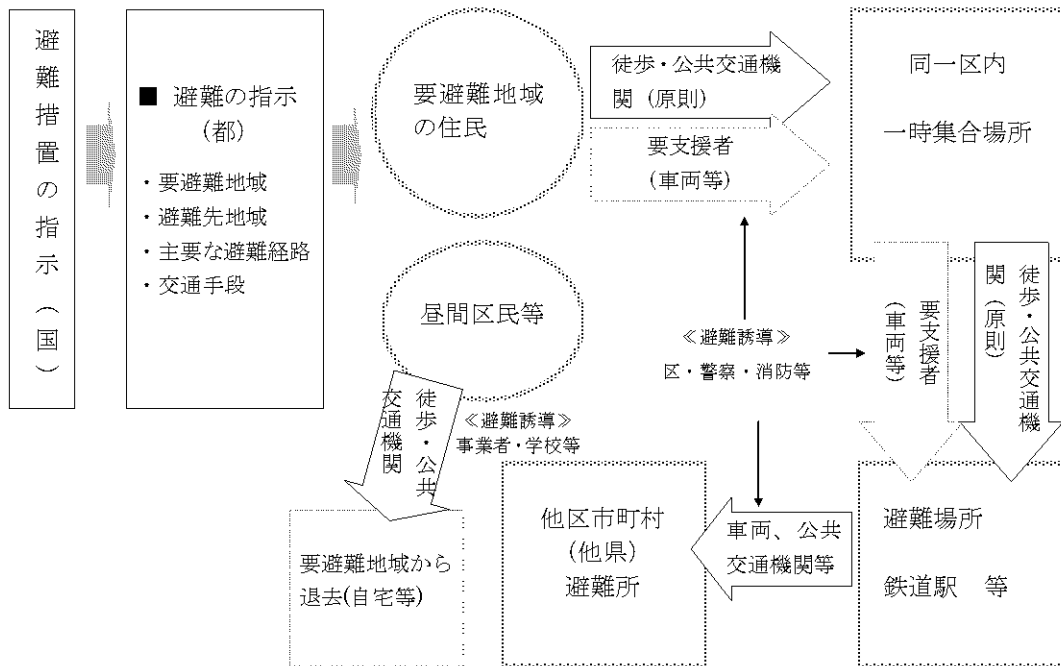 避難措置の指示（国）
■ 避難の指示
(都)
・要避難地域
・避難先地域
・主要な避難経路
・交通手段
要避難地域
の住民
徒歩・公共交通機
関（原則）
要支援者
(車両等)
同一区内
一時集合場所
昼間区民等
≪避難誘導≫
区・警察・消防等
徒歩・公共交通機
関（原則）
要支援者
(車両等)
徒歩・公共
交通機関
≪避難誘導≫
事業者・学校等
要避難地域から
退去(自宅等)
他区市町村
(他県)
避難所
車両、公共
交通機関等
避難場所
鉄道駅　等